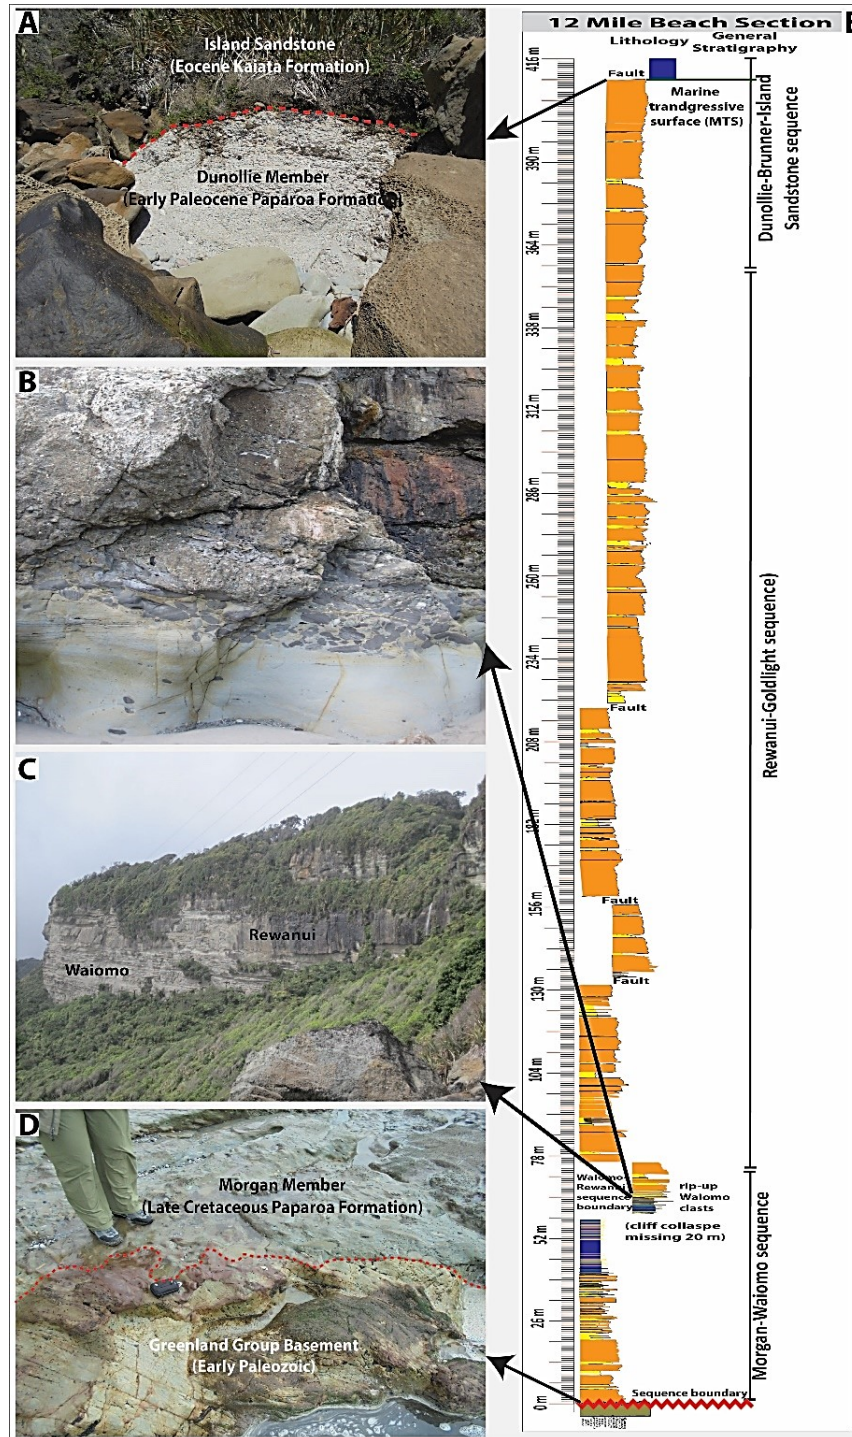 A
Island Sandstone
(Eocene Kaiata Formation)
Dunollie Member
(Early Paleocene Paparoa Formation)
B
C
Rewanui
Waiomo
D
Morgan Member
(Late Cretaceous Paparoa Formation)
Greenland Group Basement
(Early Paleozoic)
12 Mile Beach Section
E
Lithology
General
Stratigraphy
416 m
390 m
364 m
338 m
312 m
286 m
260 m
234 m
208 m
182 m
156 m
130 m
104 m
78 m
52 m
26 m
0 m
Fault
Marine
trandgressive
surface (MTS)
Fault
Fault
Fault
Waiomo-
Rewanui
sequence
boundary
rip-up
Waiomo
clasts
(cliff collaspe
missing 20 m)
Sequence boundary
Dunollie-Brunner-Island
Sandstone sequence
Rewanui-Goldlight sequence)
Morgan-Waiomo sequence